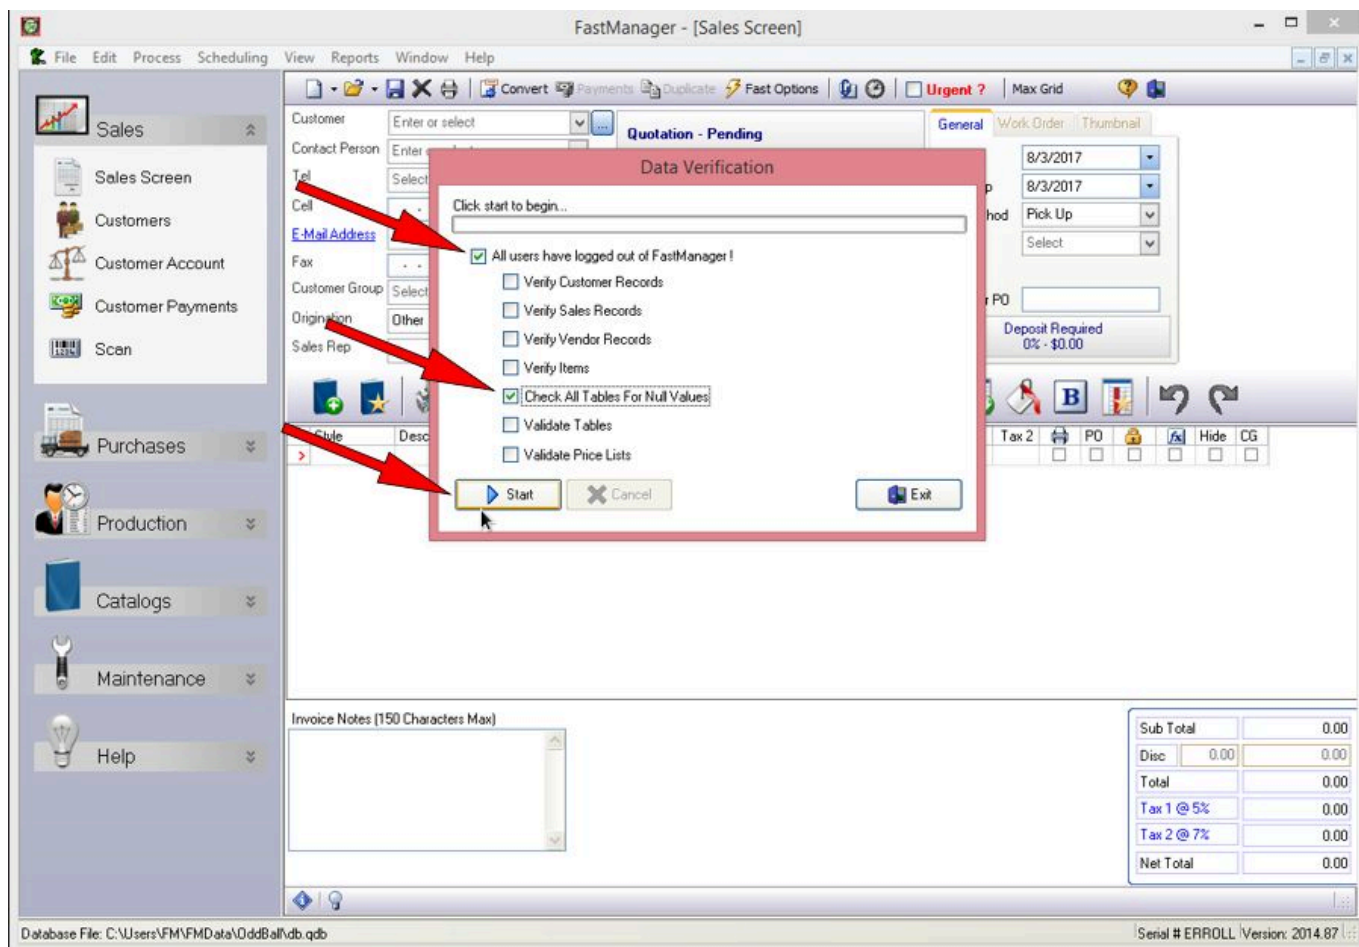 FastManager - [Sales Screen]
File Edit Process Scheduling View Reports Window Help
Convert Payments Duplicate Fast Options Urgent ? Max Grid
Sales
Sales Screen
Customers
Customer Account
Customer Payments
Scan
Purchases
Production
Catalogs
Maintenance
Help
Customer Enter or select
Contact Person Enter
Tel Select
Cell
E-Mail Address
Fax
Customer Group Select
Origination Other
Sales Rep
Quotation - Pending
General Work Order Thumbnail
8/3/2017
8/3/2017
Pick Up
Select
PO
Deposit Required
0% - $0.00
Data Verification
Click start to begin...
All users have logged out of FastManager !
Verify Customer Records
Verify Sales Records
Verify Vendor Records
Verify Items
Check All Tables For Null Values
Validate Tables
Validate Price Lists
Start Cancel Exit
B
Style Desc Tax 2 PO fx Hide CG
Invoice Notes (150 Characters Max)
Sub Total 0.00
Disc 0.00 0.00
Total 0.00
Tax 1 @ 5% 0.00
Tax 2 @ 7% 0.00
Net Total 0.00
Database File: C:\Users\FM\FMData\OddBall\db.qdb Serial # ERROLL Version: 2014.87